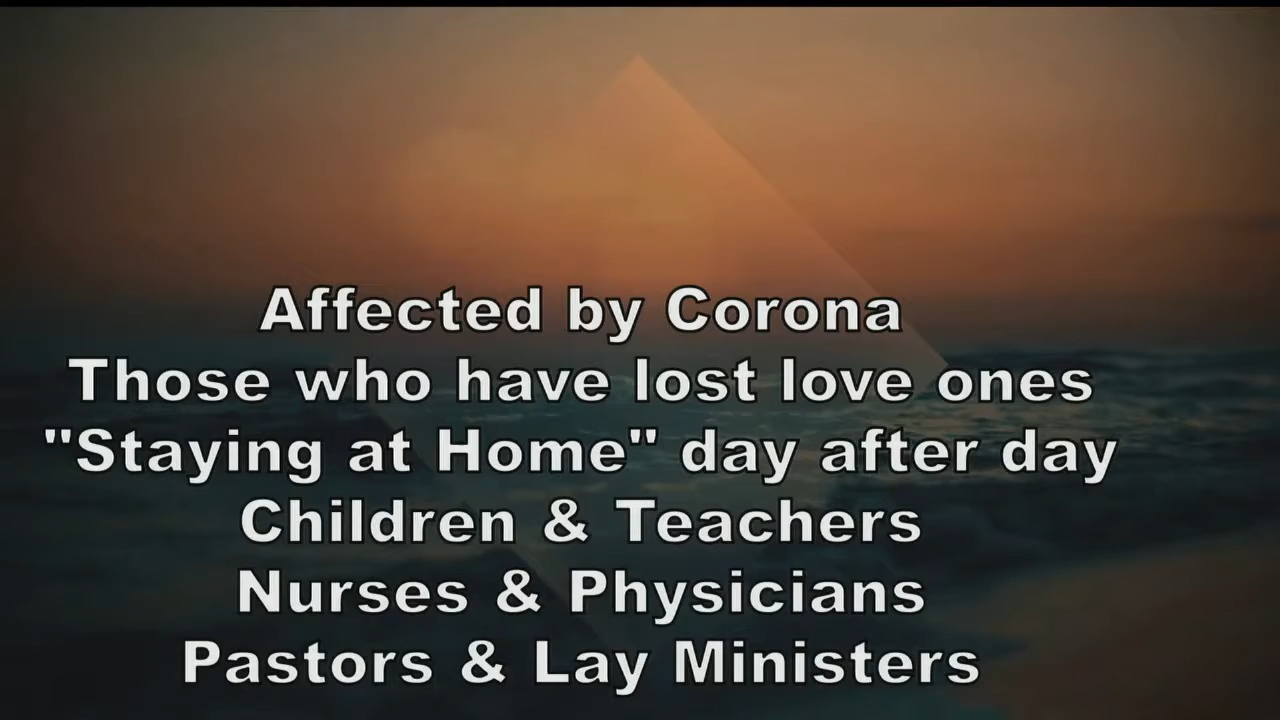 Affected by Corona
Those who have lost love ones
"Staying at Home" day after day
Children & Teachers
Nurses & Physicians
Pastors & Lay Ministers